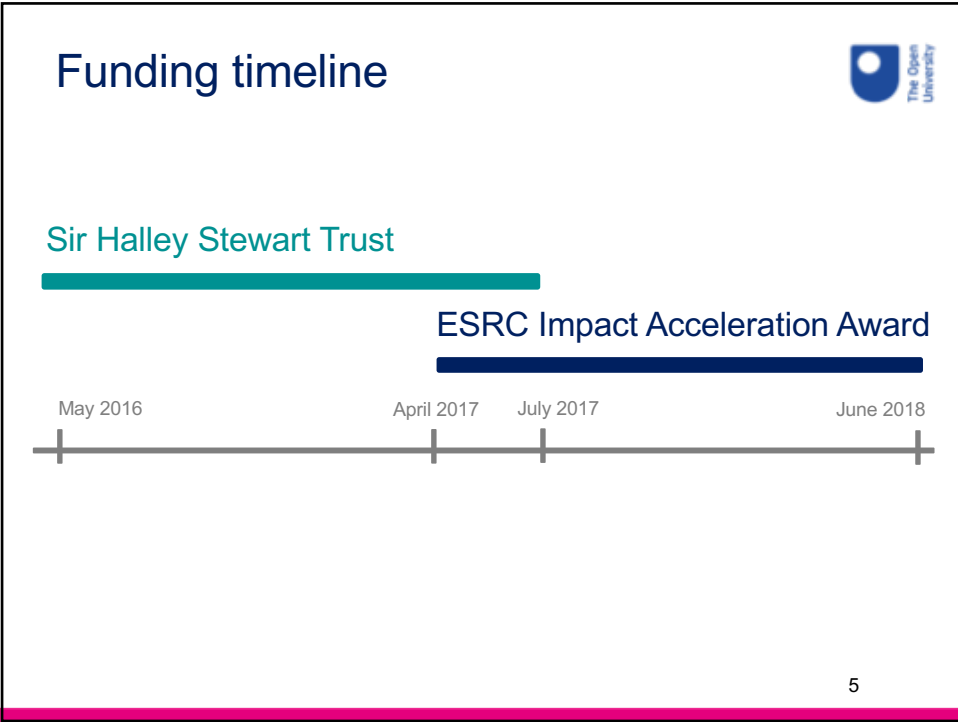 Funding timeline
The Open
University
Sir Halley Stewart Trust
ESRC Impact Acceleration Award
May 2016
April 2017
July 2017
June 2018
5